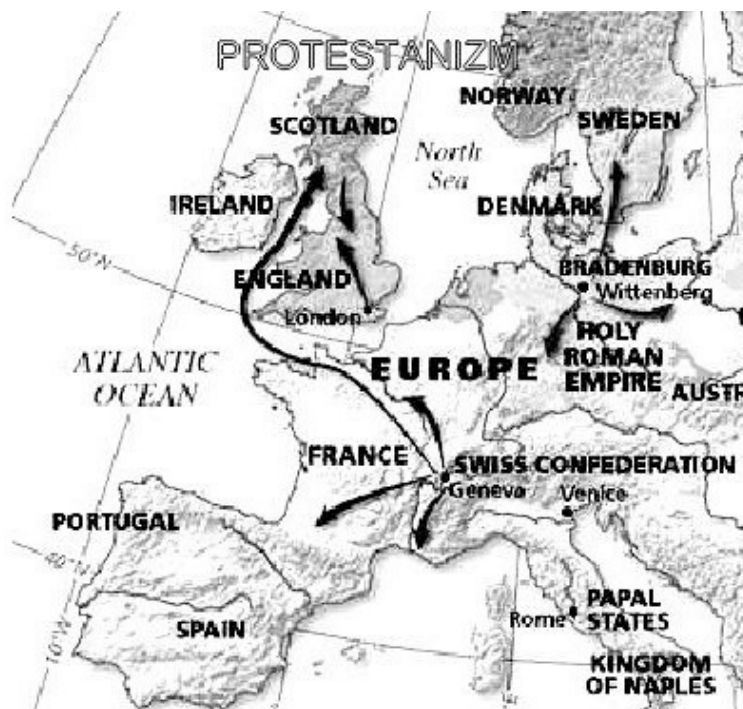 PROTESTANIZM
NORWAY
SCOTLAND
SWEDEN
North
Sea
IRELAND
DENMARK
50°N
ENGLAND
BRADENBURG
Wittenberg
London
HOLY
ROMAN
EMPIRE
ATLANTIC
OCEAN
EUROPE
AUSTR
FRANCE
SWISS CONFEDERATION
Geneva
Venice
PORTUGAL
40°N
SPAIN
10°W
Rome
PAPAL
STATES
KINGDOM
OF NAPLES